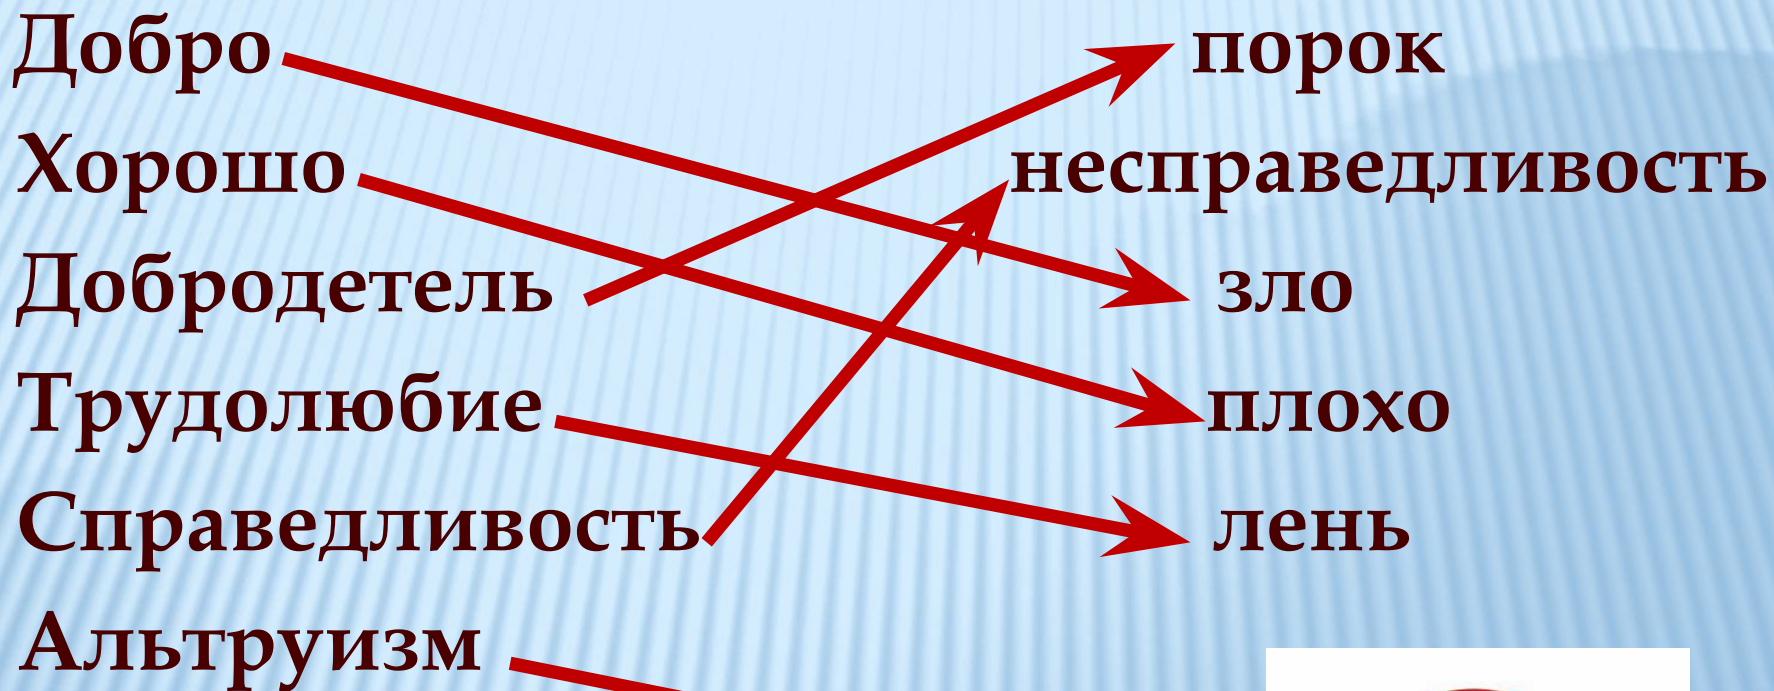 Добро порок
Хорошо несправедливость
Добродетель зло
Трудолюбие плохо
Справедливость лень
Альтруизм